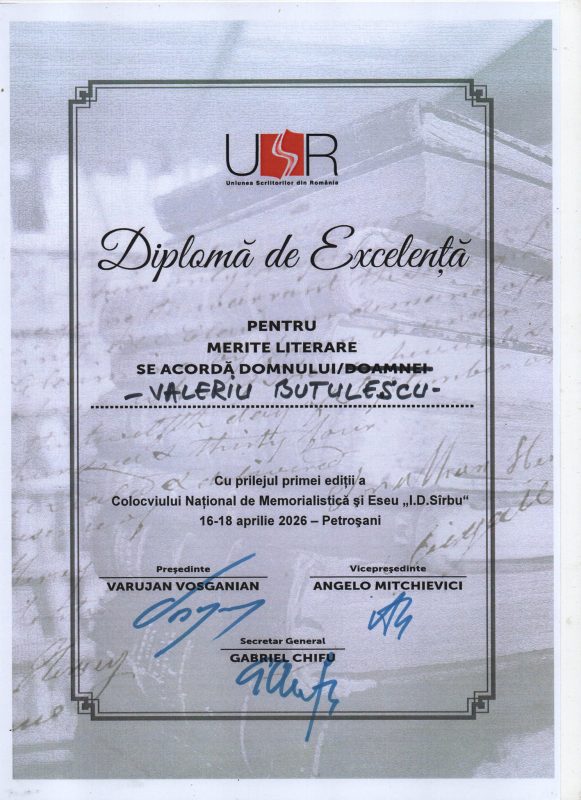 USR
Uniunea Scriitorilor din România
Diplomă de Excelență
PENTRU
MERITE LITERARE
SE ACORDĂ DOMNULUI/DOAMNEI
- VALERIU BUTULESCU -
Cu prilejul primei ediții a
Colocviului Național de Memorialistică și Eseu „I.D.Sîrbu“
16-18 aprilie 2026 – Petroșani
Președinte
VARUJAN VOSGANIAN
Vicepreședinte
ANGELO MITCHIEVICI
Secretar General
GABRIEL CHIFU